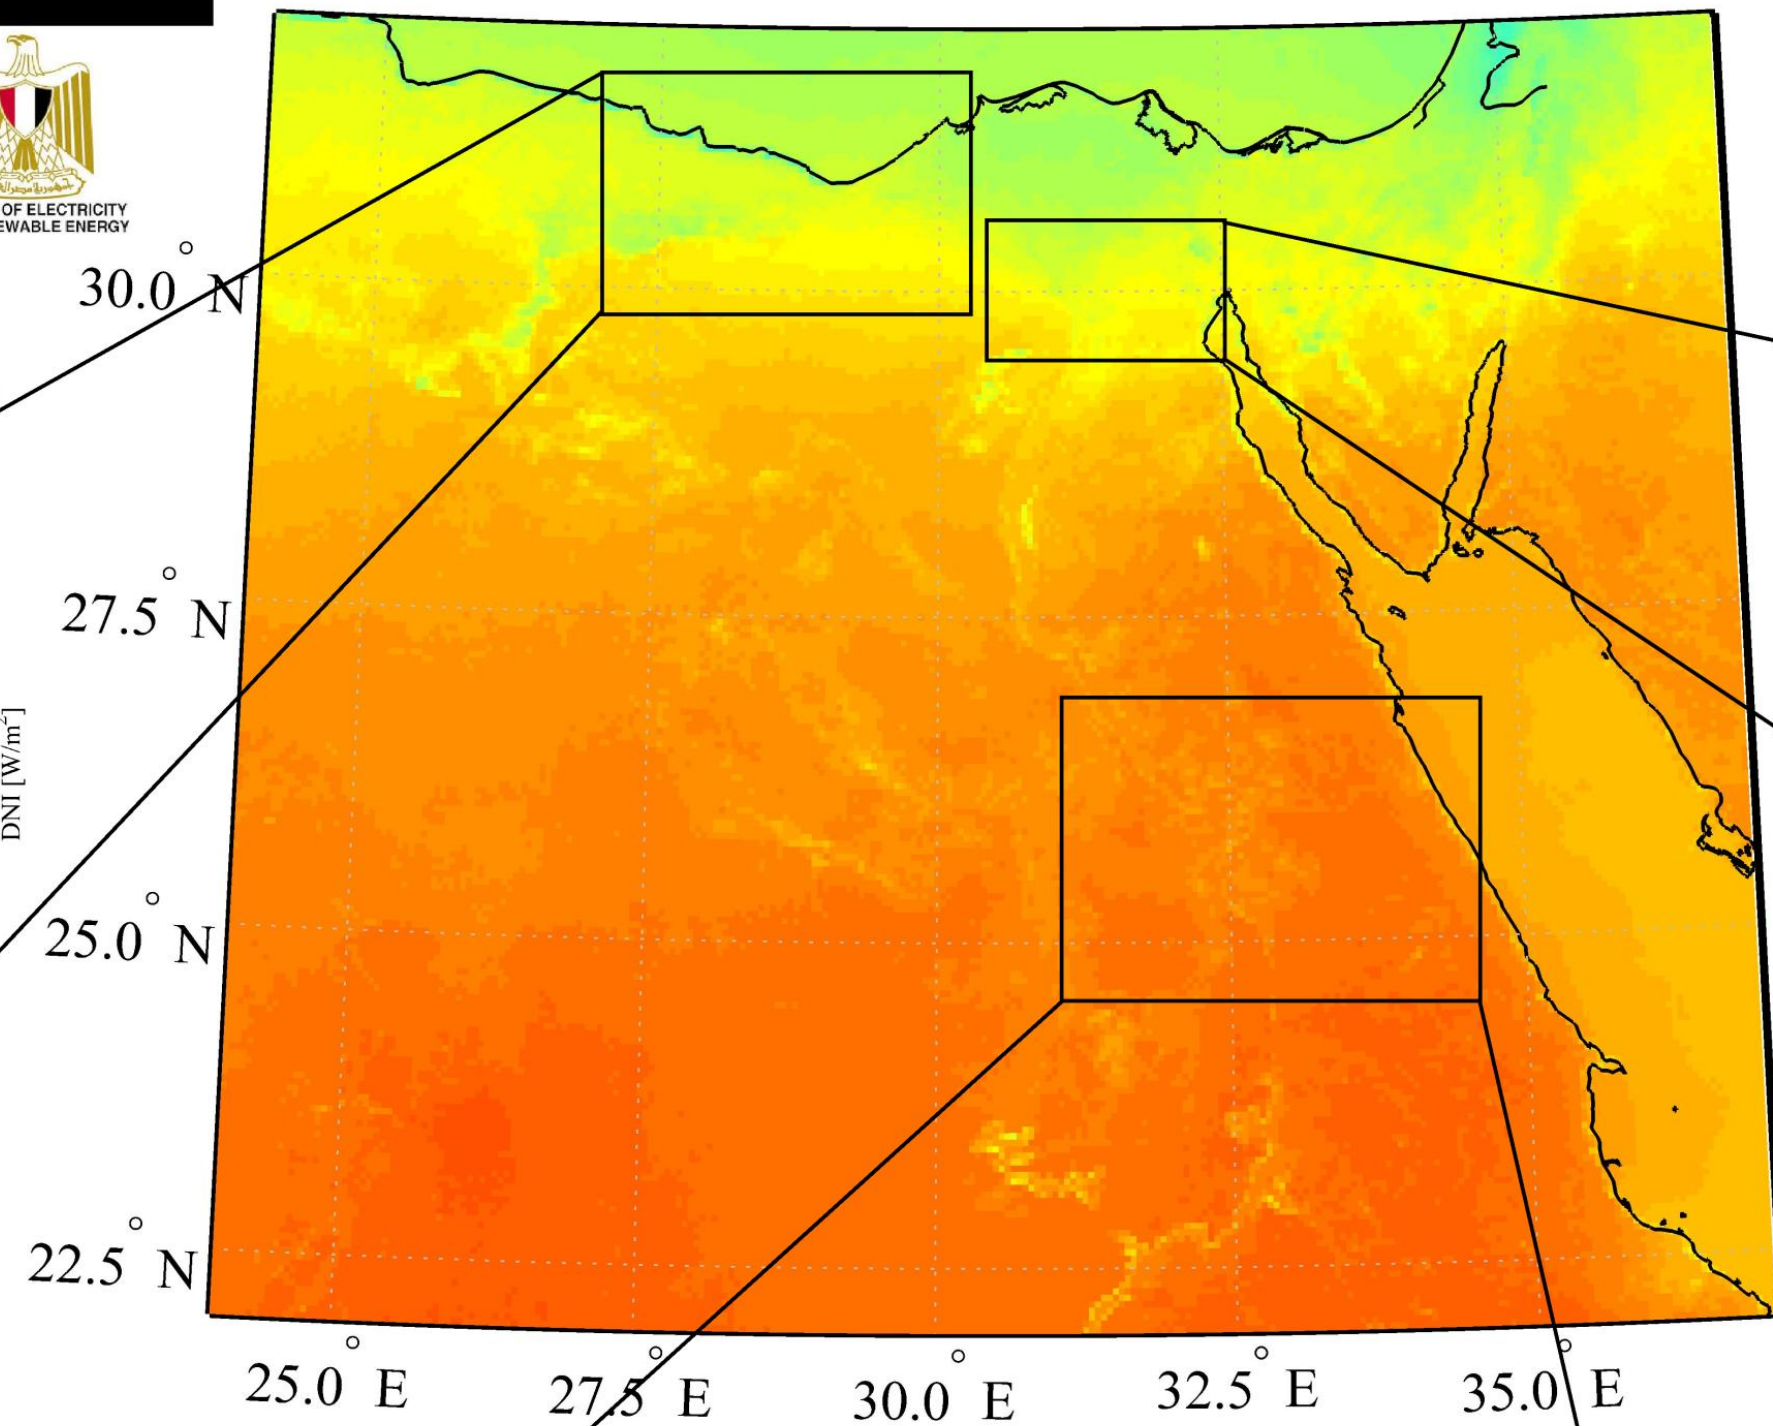 OF ELECTRICITY
EWABLE ENERGY
30.0° N
27.5° N
DNI [W/m²]
25.0° N
22.5° N
25.0° E
27.5° E
30.0° E
32.5° E
35.0° E